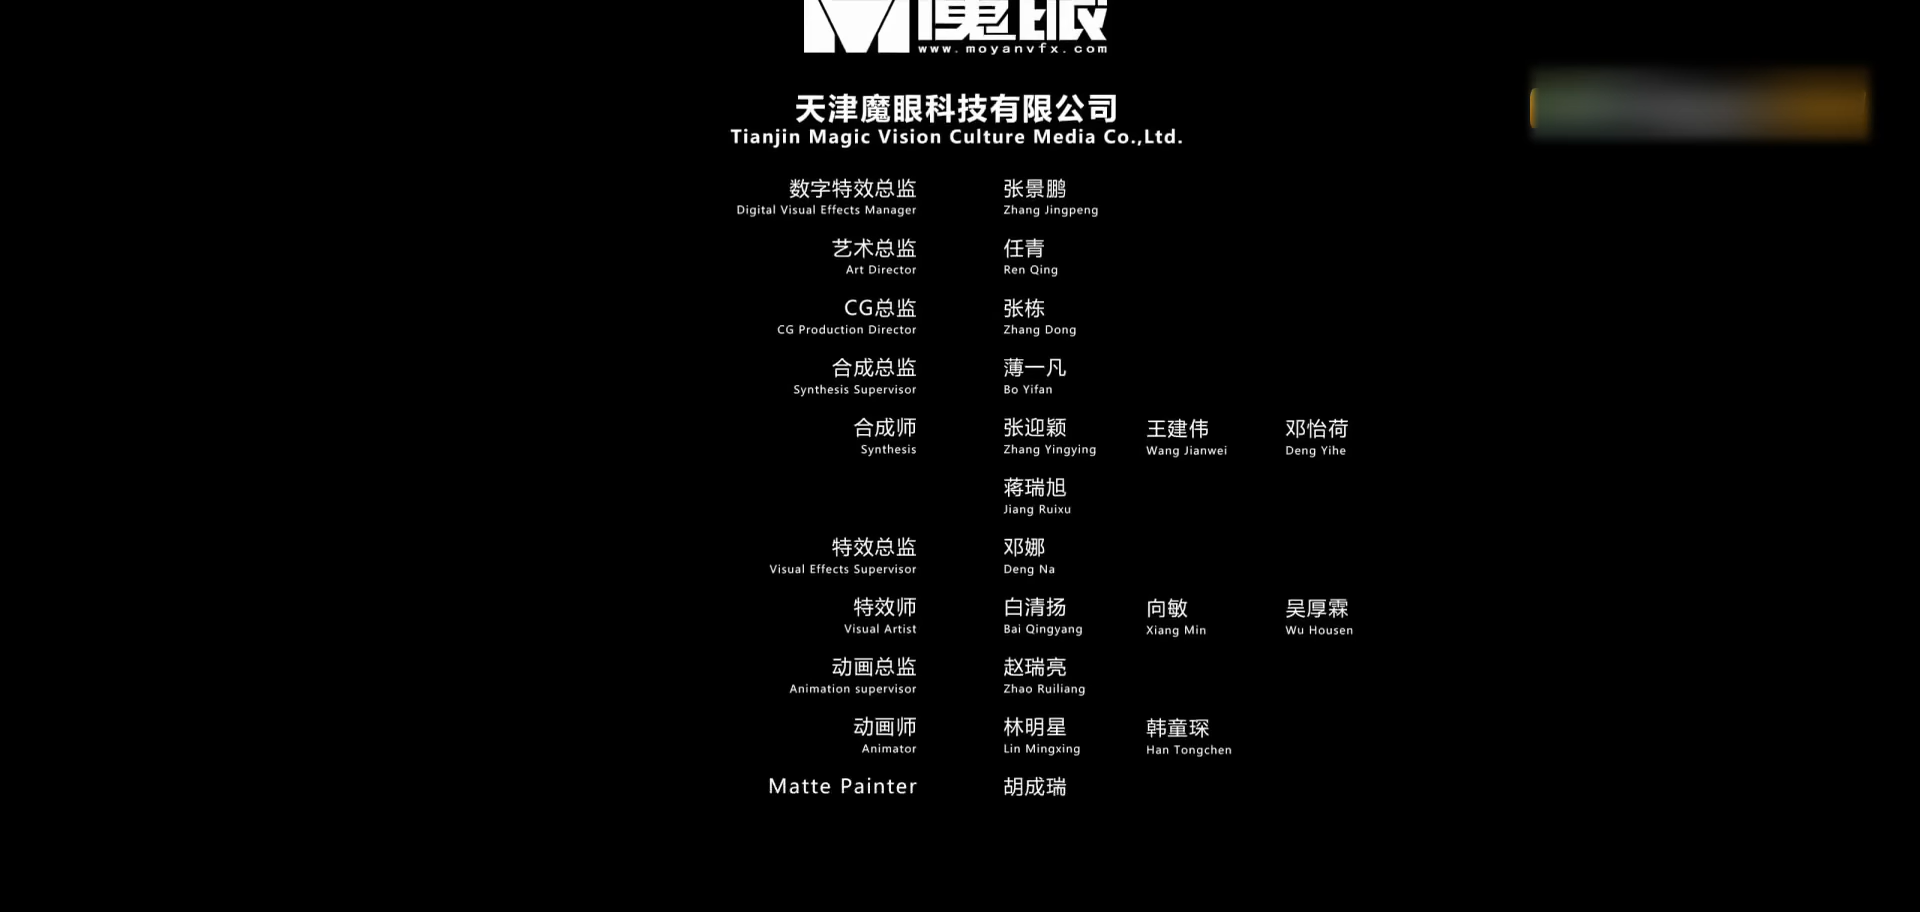 魔眼
www.moyanvfx.com
天津魔眼科技有限公司
Tianjin Magic Vision Culture Media Co.,Ltd.
数字特效总监 张景鹏
Digital Visual Effects Manager Zhang Jingpeng
艺术总监 任青
Art Director Ren Qing
CG总监 张栋
CG Production Director Zhang Dong
合成总监 薄一凡
Synthesis Supervisor Bo Yifan
合成师 张迎颖 王建伟 邓怡荷
Synthesis Zhang Yingying Wang Jianwei Deng Yihe
蒋瑞旭
Jiang Ruixu
特效总监 邓娜
Visual Effects Supervisor Deng Na
特效师 白清扬 向敏 吴厚霖
Visual Artist Bai Qingyang Xiang Min Wu Housen
动画总监 赵瑞亮
Animation supervisor Zhao Ruiliang
动画师 林明星 韩童琛
Animator Lin Mingxing Han Tongchen
Matte Painter 胡成瑞